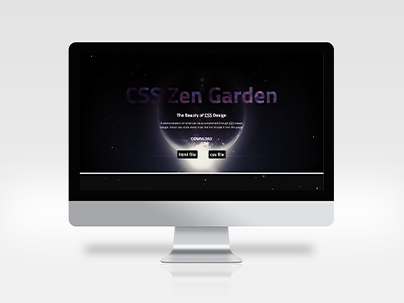 CSS Zen Garden
The Beauty of CSS Design
A demonstration of what can be accomplished through CSS-based
design. Select any style sheet from the list to load it into this page.
DOWNLOAD
html file css file